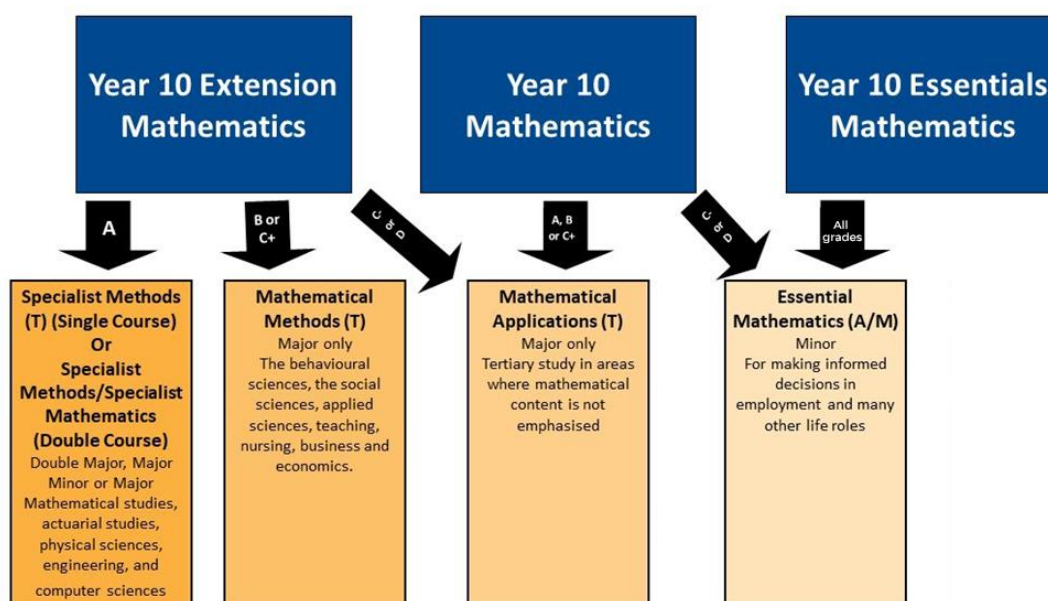 Year 10 Extension
Mathematics
Year 10
Mathematics
Year 10 Essentials
Mathematics
A
B or
C+
C-
or
D
A, B
or C+
C-
or
D
All
grades
Specialist Methods
(T) (Single Course)
Or
Specialist
Methods/Specialist
Mathematics
(Double Course)
Double Major, Major
Minor or Major
Mathematical studies,
actuarial studies,
physical sciences,
engineering, and
computer sciences
Mathematical
Methods (T)
Major only
The behavioural
sciences, the social
sciences, applied
sciences, teaching,
nursing, business and
economics.
Mathematical
Applications (T)
Major only
Tertiary study in areas
where mathematical
content is not
emphasised
Essential
Mathematics (A/M)
Minor
For making informed
decisions in
employment and many
other life roles